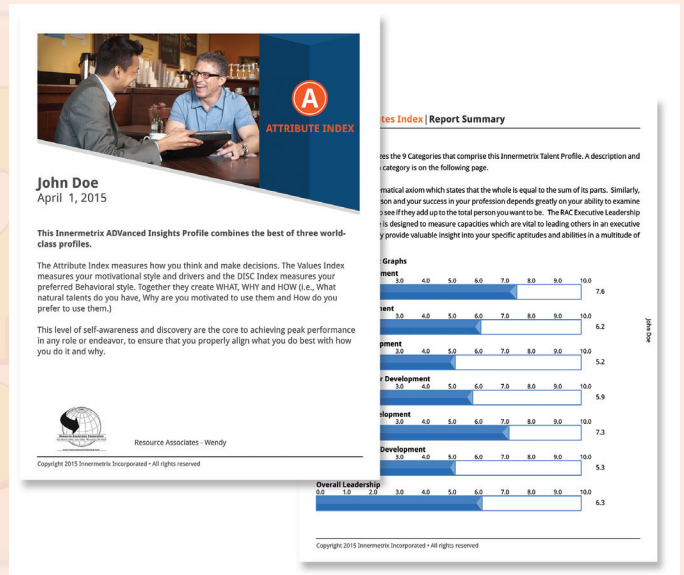 A
ATTRIBUTE INDEX
John Doe
April 1, 2015
This Innermetrix ADVanced Insights Profile combines the best of three world-
class profiles.
The Attribute Index measures how you think and make decisions. The Values Index
measures your motivational style and drivers and the DISC Index measures your
preferred Behavioral style. Together they create WHAT, WHY and HOW (i.e., What
natural talents do you have, Why are you motivated to use them and How do you
prefer to use them.)
This level of self-awareness and discovery are the core to achieving peak performance
in any role or endeavor, to ensure that you properly align what you do best with how
you do it and why.
Resource Associates - Wendy
Copyright 2015 Innermetrix Incorporated • All rights reserved
tes Index | Report Summary
zes the 9 Categories that comprise this Innermetrix Talent Profile. A description and
category is on the following page.
ematical axiom which states that the whole is equal to the sum of its parts. Similarly,
rson and your success in your profession depends greatly on your ability to examine
o see if they add up to the total person you want to be. The RAC Executive Leadership
is designed to measure capacities which are vital to leading others in an executive
y provide valuable insight into your specific aptitudes and abilities in a multitude of
Graphs
ment
3.0 4.0 5.0 6.0 7.0 8.0 9.0 10.0
7.6
ment
3.0 4.0 5.0 6.0 7.0 8.0 9.0 10.0
6.2
pment
3.0 4.0 5.0 6.0 7.0 8.0 9.0 10.0
5.2
r Development
3.0 4.0 5.0 6.0 7.0 8.0 9.0 10.0
5.9
elopment
3.0 4.0 5.0 6.0 7.0 8.0 9.0 10.0
7.3
Development
3.0 4.0 5.0 6.0 7.0 8.0 9.0 10.0
5.3
Overall Leadership
0.0 1.0 2.0 3.0 4.0 5.0 6.0 7.0 8.0 9.0 10.0
6.3
John Doe
Copyright 2015 Innermetrix Incorporated • All rights reserved